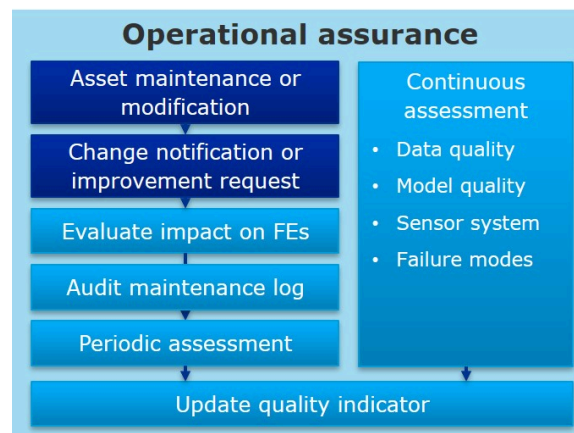 Operational assurance
Asset maintenance or
modification
Change notification or
improvement request
Evaluate impact on FEs
Audit maintenance log
Periodic assessment
Continuous
assessment
• Data quality
• Model quality
• Sensor system
• Failure modes
Update quality indicator